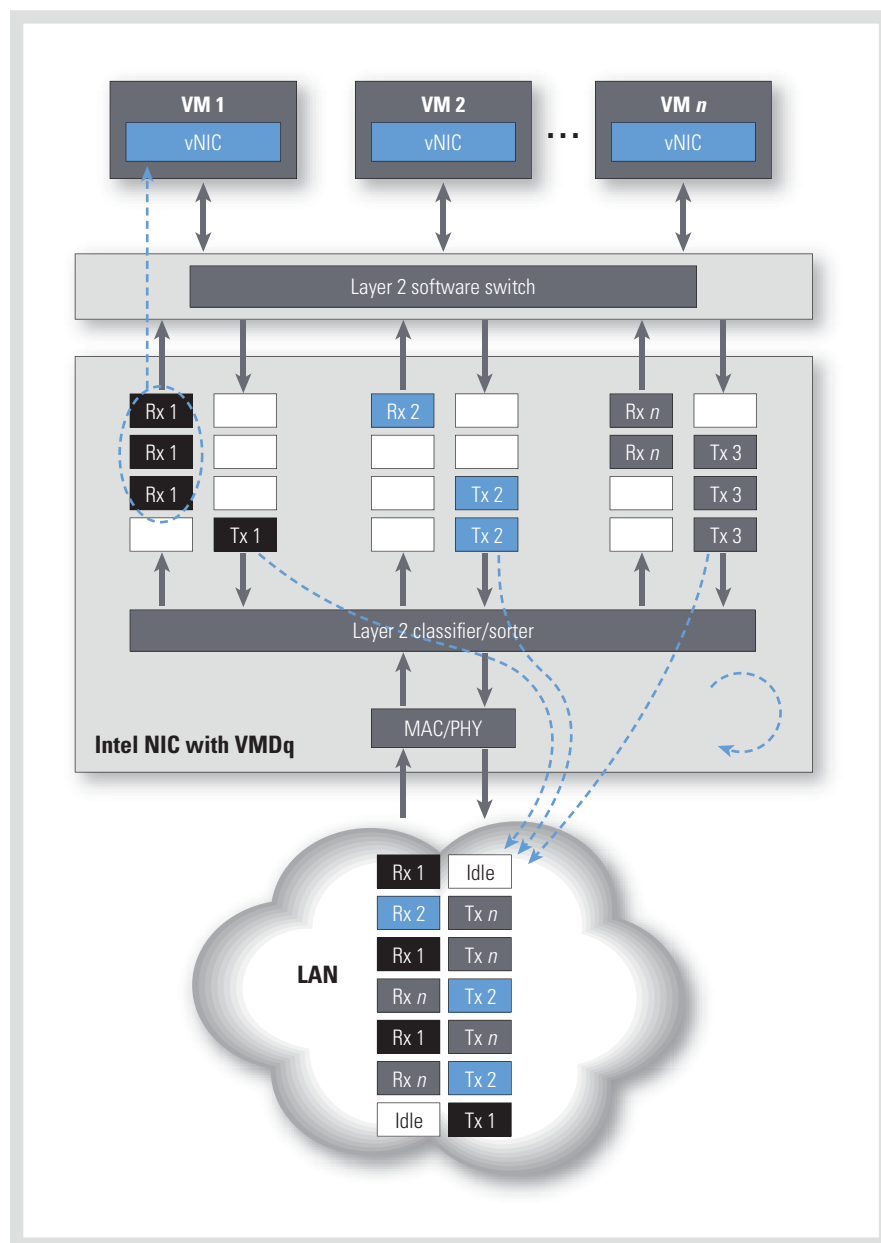 VM 1 VM 2 VM n
vNIC vNIC ... vNIC
Layer 2 software switch
Rx 1 Rx 2 Rx n
Rx 1 Rx n Tx 3
Rx 1 Tx 2 Tx 3
Tx 1 Tx 2 Tx 3
Layer 2 classifier/sorter
MAC/PHY
Intel NIC with VMDq
Rx 1 Idle
Rx 2 Tx n
Rx 1 Tx n
LAN
Rx n Tx 2
Rx 1 Tx n
Rx n Tx 2
Idle Tx 1